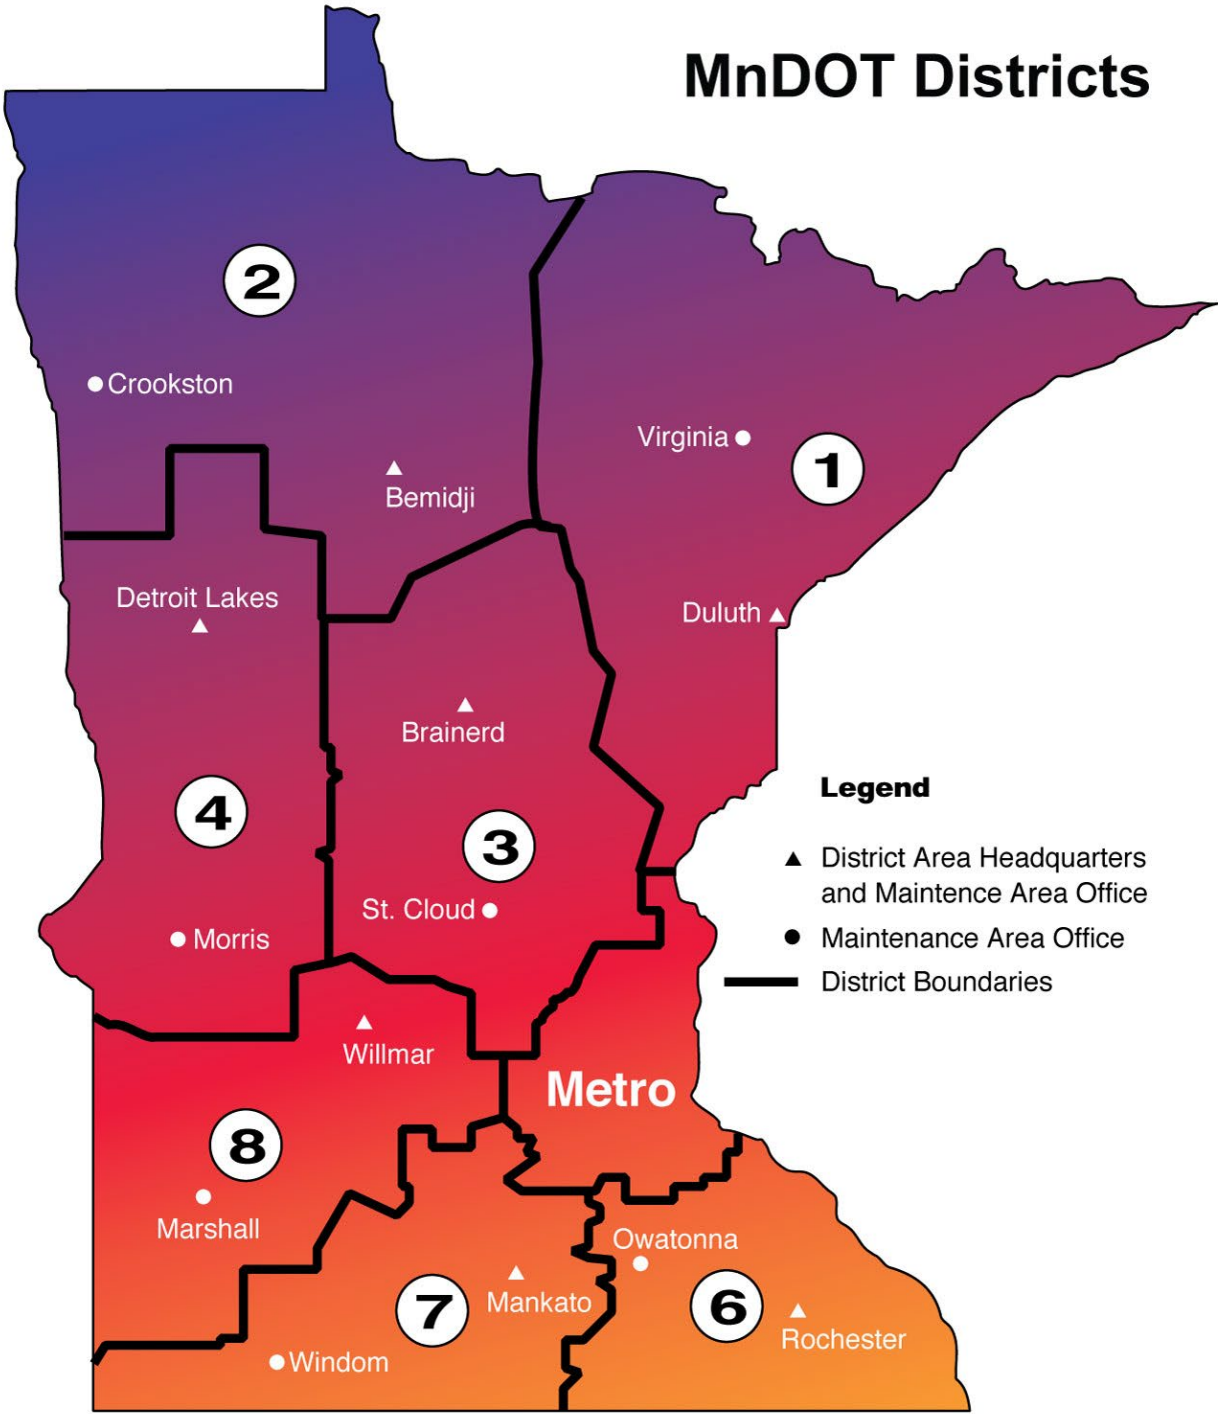 MnDOT Districts
2
Crookston
Virginia
1
Bemidji
Detroit Lakes
Duluth
Brainerd
4
3
St. Cloud
Morris
Legend
District Area Headquarters
and Maintence Area Office
Maintenance Area Office
District Boundaries
Willmar
Metro
8
Marshall
Owatonna
7
Mankato
6
Rochester
Windom